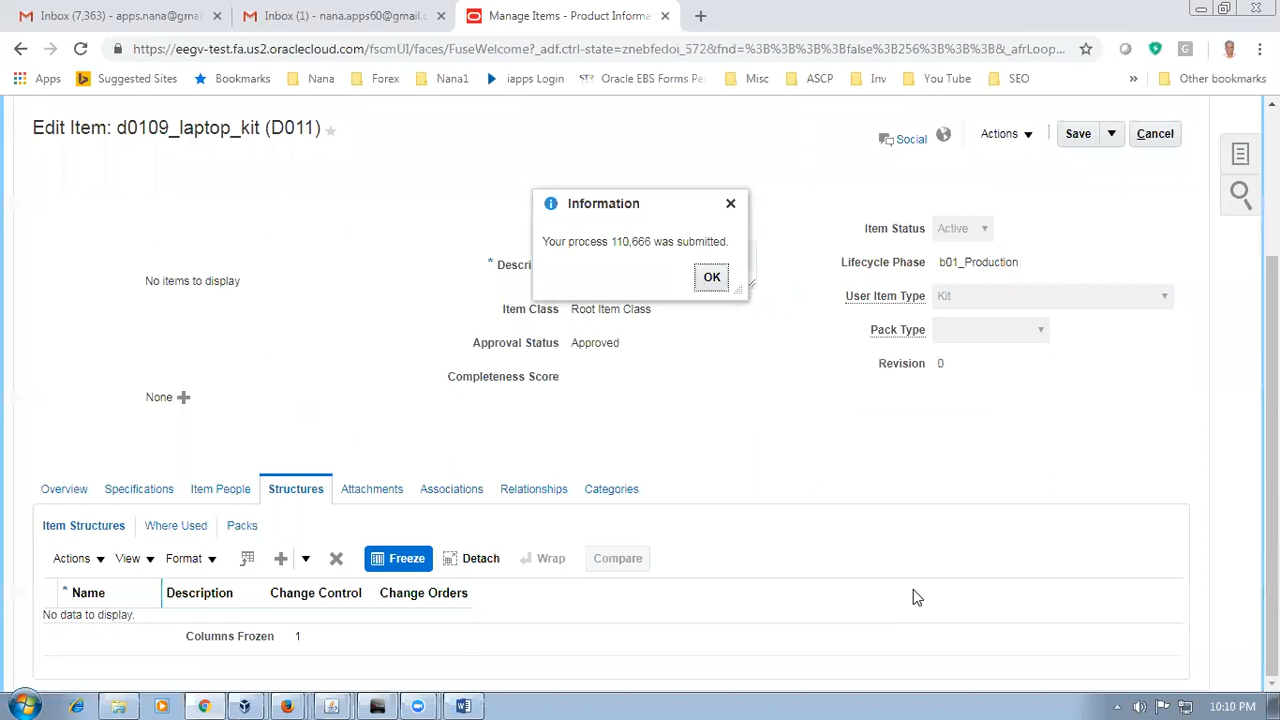 Inbox (7,363) - apps.nana@gma
Inbox (1) - nana.apps60@gmail.c
Manage Items - Product Informa
https://eegv-test.fa.us2.oraclecloud.com/fscmUI/faces/FuseWelcome?_adf.ctrl-state=znebfedoi_572&fnd=%3B%3B%3B%3Bfalse%3B256%3B%3B%3B&_afrLoop...
Apps
Suggested Sites
Bookmarks
Nana
Forex
Nana1
iapps Login
Oracle EBS Forms Pe
Misc
ASCP
Inv
You Tube
SEO
»
Other bookmarks
Edit Item: d0109_laptop_kit (D011)
Social
Actions
Save
Cancel
Information
Your process 110,666 was submitted.
OK
No items to display
* Descri
Item Class Root Item Class
Approval Status Approved
Completeness Score
Item Status Active
Lifecycle Phase b01_Production
User Item Type Kit
Pack Type
Revision 0
None
Overview Specifications Item People Structures Attachments Associations Relationships Categories
Item Structures Where Used Packs
Actions View Format Freeze Detach Wrap Compare
* Name Description Change Control Change Orders
No data to display.
Columns Frozen 1
10:10 PM